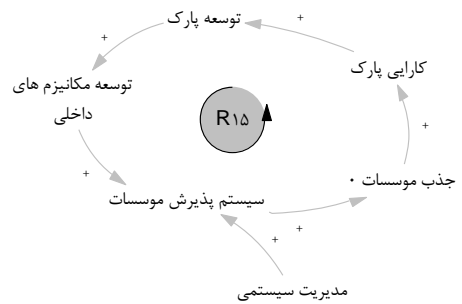 توسعه پارک
+
+
کارایی پارک
توسعه مکانیزم های
داخلی
R۱۵
+
+
جذب موسسات ۰
سیستم پذیرش موسسات
+
+
مدیریت سیستمی